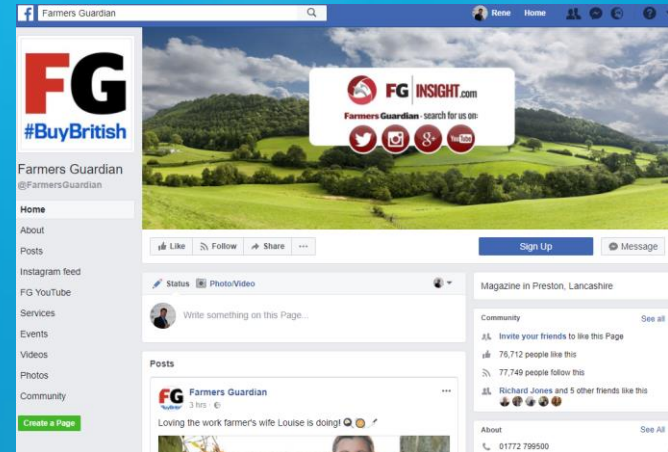 Farmers Guardian
Rene Home
FG
#BuyBritish
FG INSIGHT.com
Farmers Guardian - search for us on:
YouTube
Farmers Guardian
@FarmersGuardian
Home
About
Posts
Instagram feed
FG YouTube
Services
Events
Videos
Photos
Community
Create a Page
Like Follow Share
Sign Up
Message
Status Photo/Video
Write something on this Page...
Posts
FG Farmers Guardian
#BuyBritish 3 hrs
Loving the work farmer's wife Louise is doing!
Magazine in Preston, Lancashire
Community See all
Invite your friends to like this Page
76,712 people like this
77,749 people follow this
Richard Jones and 5 other friends like this
About See All
01772 799500